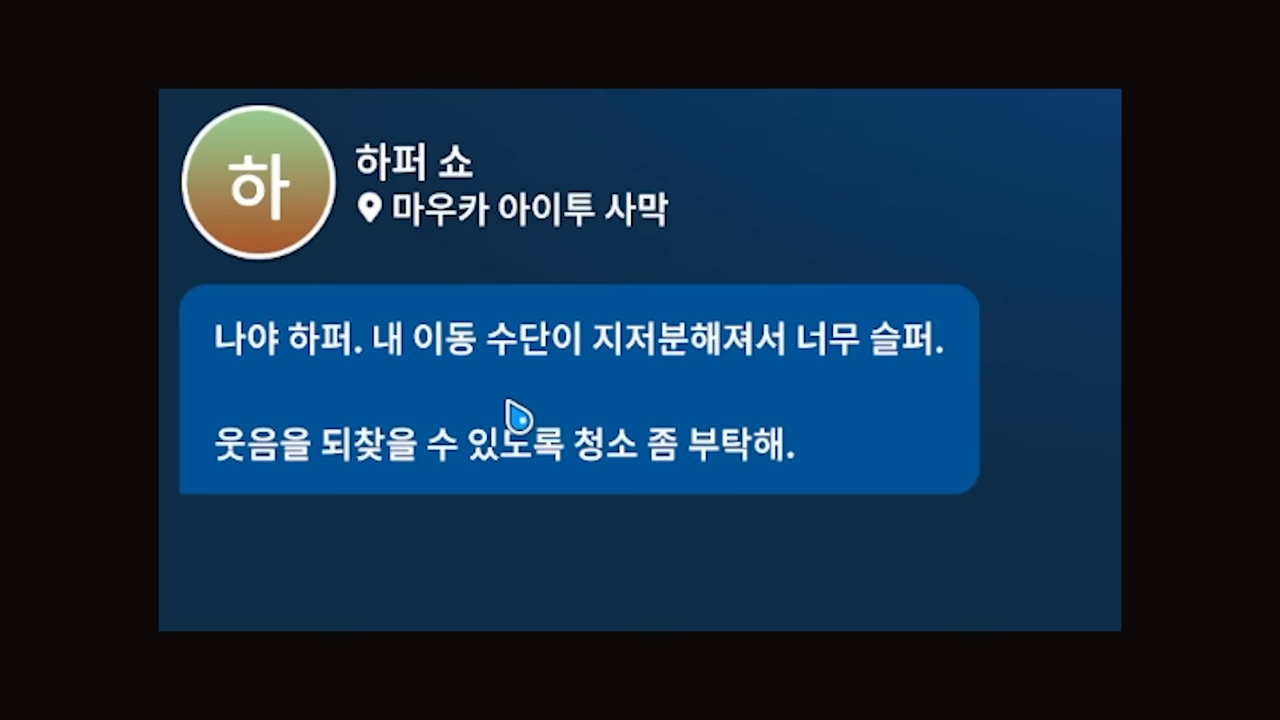 하
하퍼 쇼
마우카 아이투 사막
나야 하퍼. 내 이동 수단이 지저분해져서 너무 슬퍼.
웃음을 되찾을 수 있도록 청소 좀 부탁해.